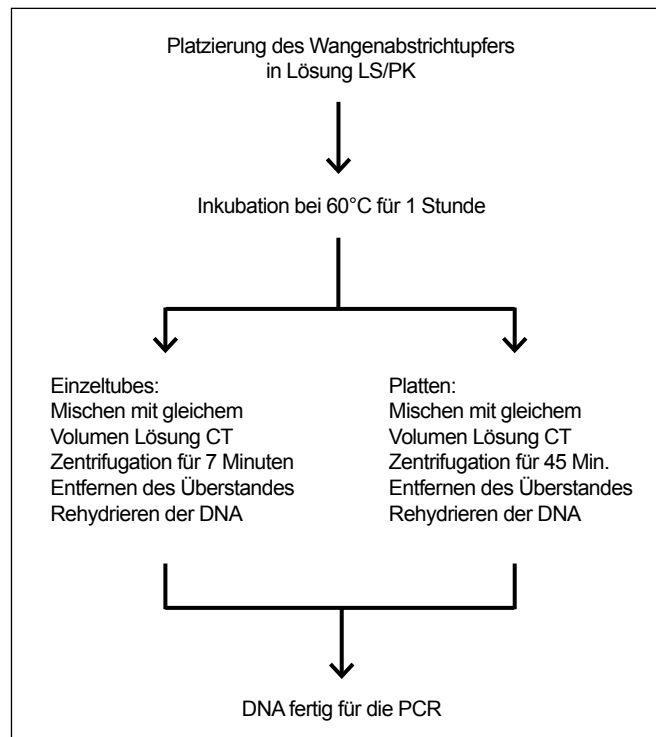 Platzierung des Wangenabstrichtupfers
in Lösung LS/PK
Inkubation bei 60°C für 1 Stunde
Einzeltubes:
Mischen mit gleichem
Volumen Lösung CT
Zentrifugation für 7 Minuten
Entfernen des Überstandes
Rehydrieren der DNA
Platten:
Mischen mit gleichem
Volumen Lösung CT
Zentrifugation für 45 Min.
Entfernen des Überstandes
Rehydrieren der DNA
DNA fertig für die PCR